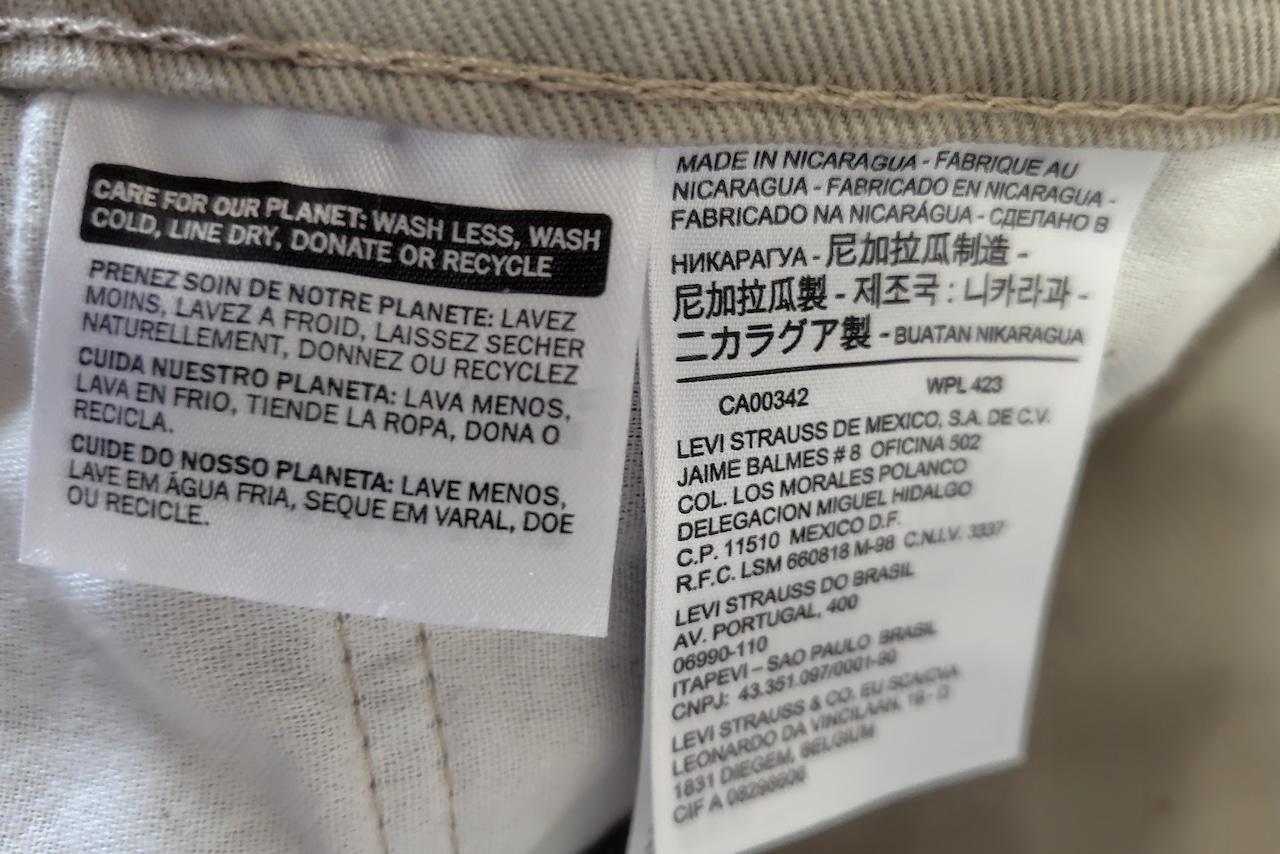 CARE FOR OUR PLANET: WASH LESS, WASH
COLD, LINE DRY, DONATE OR RECYCLE
PRENEZ SOIN DE NOTRE PLANETE: LAVEZ
MOINS, LAVEZ A FROID, LAISSEZ SECHER
NATURELLEMENT, DONNEZ OU RECYCLEZ
CUIDA NUESTRO PLANETA: LAVA MENOS,
LAVA EN FRIO, TIENDE LA ROPA, DONA O
RECICLA.
CUIDE DO NOSSO PLANETA: LAVE MENOS,
LAVE EM ÁGUA FRIA, SEQUE EM VARAL, DOE
OU RECICLE.
MADE IN NICARAGUA - FABRIQUE AU
NICARAGUA - FABRICADO EN NICARAGUA -
FABRICADO NA NICARÁGUA - СДЕЛАНО В
НИКАРАГУА - 尼加拉瓜制造 -
尼加拉瓜製 - 제조국 : 니카라과 -
ニカラグア製 - BUATAN NIKARAGUA
CA00342 WPL 423
LEVI STRAUSS DE MEXICO, S.A. DE C.V.
JAIME BALMES # 8 OFICINA 502
COL. LOS MORALES POLANCO
DELEGACION MIGUEL HIDALGO
C.P. 11510 MEXICO D.F.
R.F.C. LSM 660818 M-98 C.N.I.V. 3337
LEVI STRAUSS DO BRASIL
AV. PORTUGAL, 400
06990-110
ITAPEVI – SAO PAULO BRASIL
CNPJ: 43.351.097/0001-90
LEVI STRAUSS & CO. EU SCA/CVA
LEONARDO DA VINCILAAN, 19 -
1831 DIEGEM, BELGIUM
CIF A